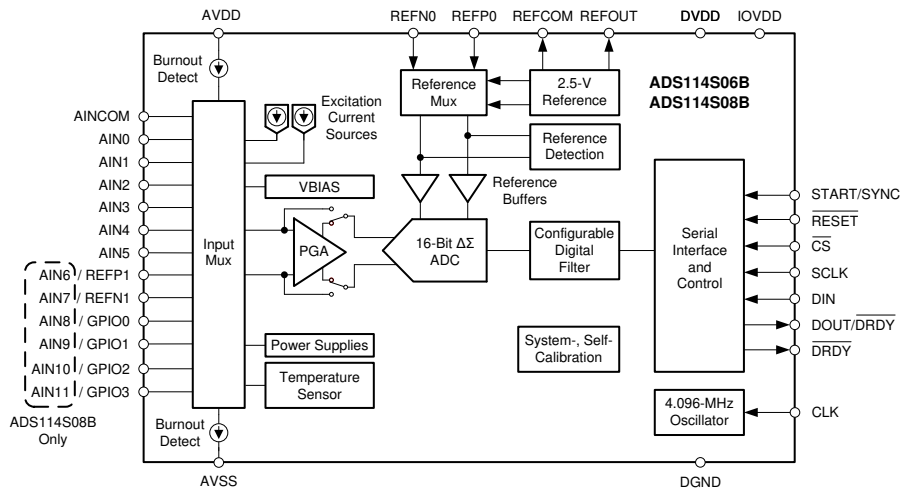 AVDD
REFN0
REFP0
REFCOM
REFOUT
DVDD
IOVDD
Burnout
Detect
Reference
Mux
2.5-V
Reference
ADS114S06B
ADS114S08B
Excitation
Current
Sources
AINCOM
AIN0
AIN1
AIN2
AIN3
AIN4
AIN5
AIN6 / REFP1
AIN7 / REFN1
AIN8 / GPIO0
AIN9 / GPIO1
AIN10 / GPIO2
AIN11 / GPIO3
ADS114S08B
Only
Input
Mux
VBIAS
PGA
Power Supplies
Temperature
Sensor
Burnout
Detect
Reference
Detection
Reference
Buffers
16-Bit ΔΣ
ADC
Configurable
Digital
Filter
System-, Self-
Calibration
Serial
Interface
and
Control
4.096-MHz
Oscillator
START/SYNC
RESET
CS
SCLK
DIN
DOUT/DRDY
DRDY
CLK
AVSS
DGND